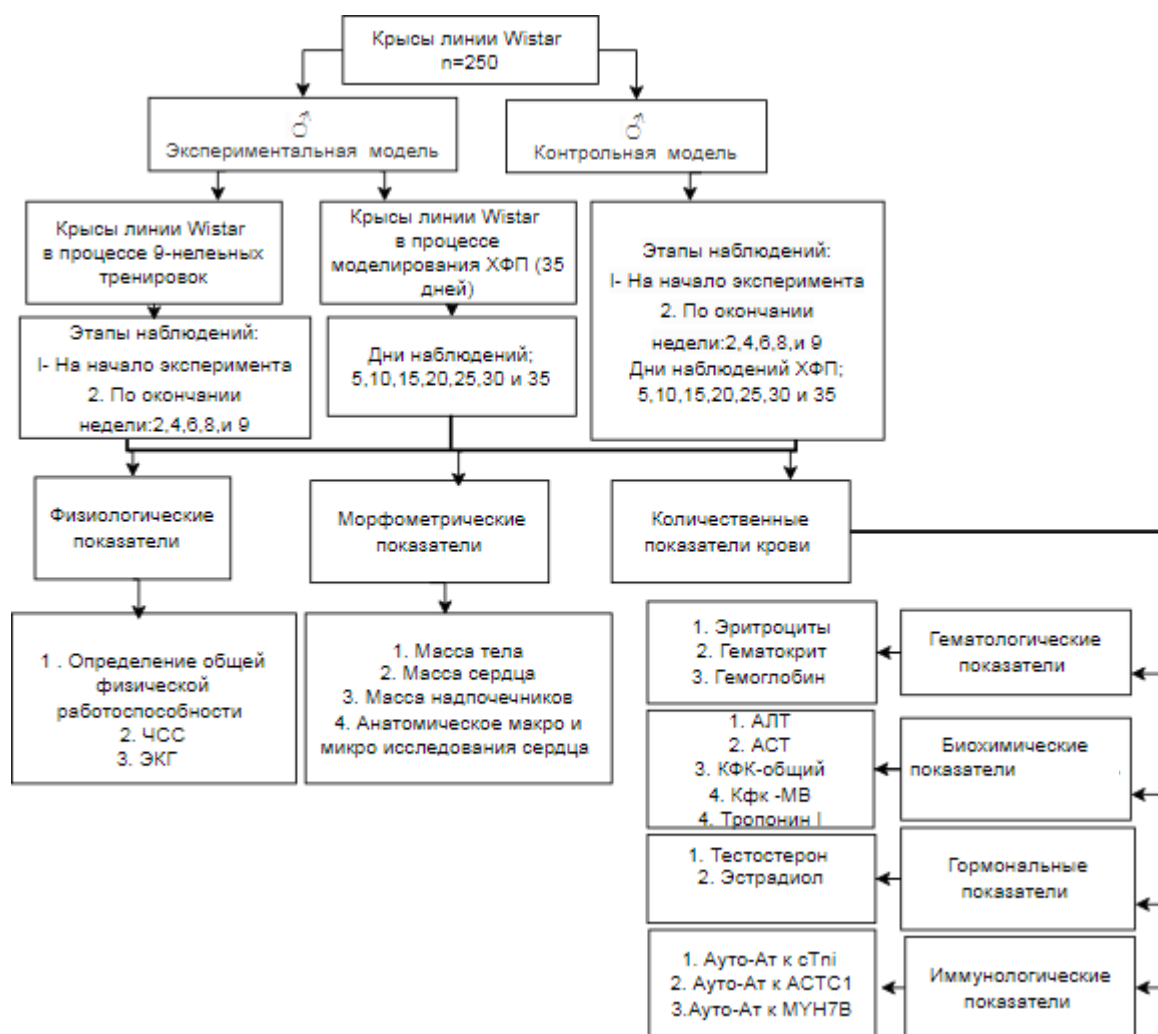 Крысы линии Wistar
n=250
♂
Экспериментальная модель
♂
Контрольная модель
Крысы линии Wistar
в процессе 9-нелеьных
тренировок
Крысы линии Wistar
в процессе
моделирования ХФП (35
дней)
Этапы наблюдений:
I- На начало эксперимента
2. По окончании
недели:2,4,6,8,и 9
Дни наблюдений ХФП;
5,10,15,20,25,30 и 35
Этапы наблюдений:
I- На начало эксперимента
2. По окончании
недели:2,4,6,8,и 9
Дни наблюдений;
5,10,15,20,25,30 и 35
Физиологические
показатели
Морфометрические
показатели
Количественные
показатели крови
1 . Определение общей
физической
работоспособности
2. ЧСС
3. ЭКГ
1. Масса тела
2. Масса сердца
3. Масса надпочечников
4. Анатомическое макро и
микро исследования сердца
1. Эритроциты
2. Гематокрит
3. Гемоглобин
Гематологические
показатели
1. АЛТ
2. АСТ
3. КФК-общий
4. Кфк -МВ
4. Тропонин I
Биохимические
показатели
1. Тестостерон
2. Эстрадиол
Гормональные
показатели
1. Ауто-Ат к cTni
2. Ауто-Ат к ACTC1
3.Ауто-Ат к MYH7B
Иммунологические
показатели